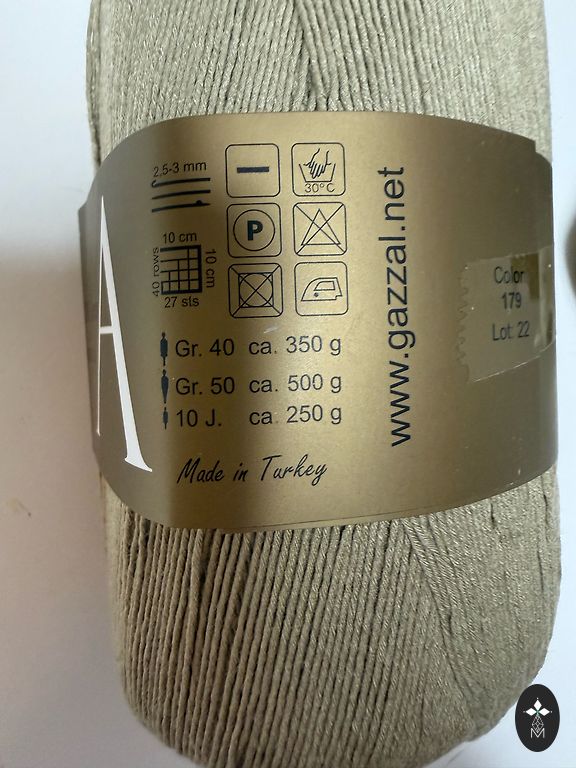 A
2,5-3 mm
30°C
P
10 cm
10 cm
40 rows
27 sts
Gr. 40 ca. 350 g
Gr. 50 ca. 500 g
10 J. ca. 250 g
Made in Turkey
www.gazzal.net
Color
179
Lot: 22
M